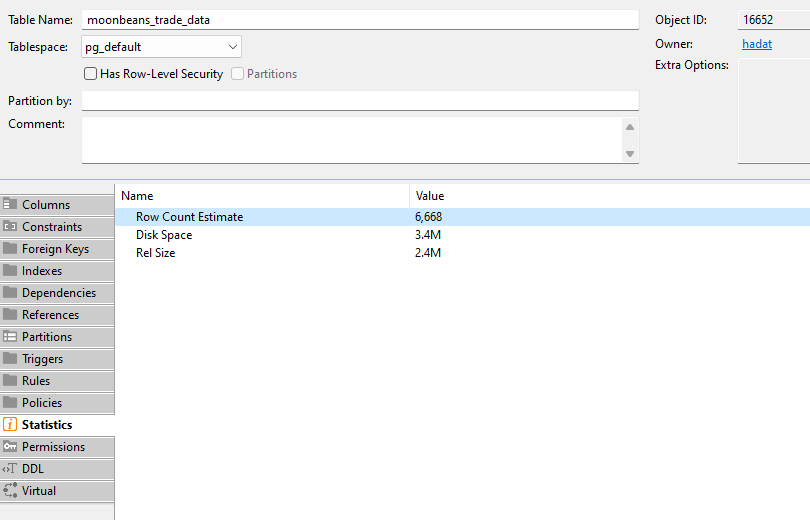 Table Name: moonbeans_trade_data
Object ID: 16652
Tablespace: pg_default
Owner: hadat
Has Row-Level Security Partitions
Extra Options:
Partition by:
Comment:
Columns
Constraints
Foreign Keys
Indexes
Dependencies
References
Partitions
Triggers
Rules
Policies
Statistics
Permissions
DDL
Virtual
Name Value
Row Count Estimate 6,668
Disk Space 3.4M
Rel Size 2.4M